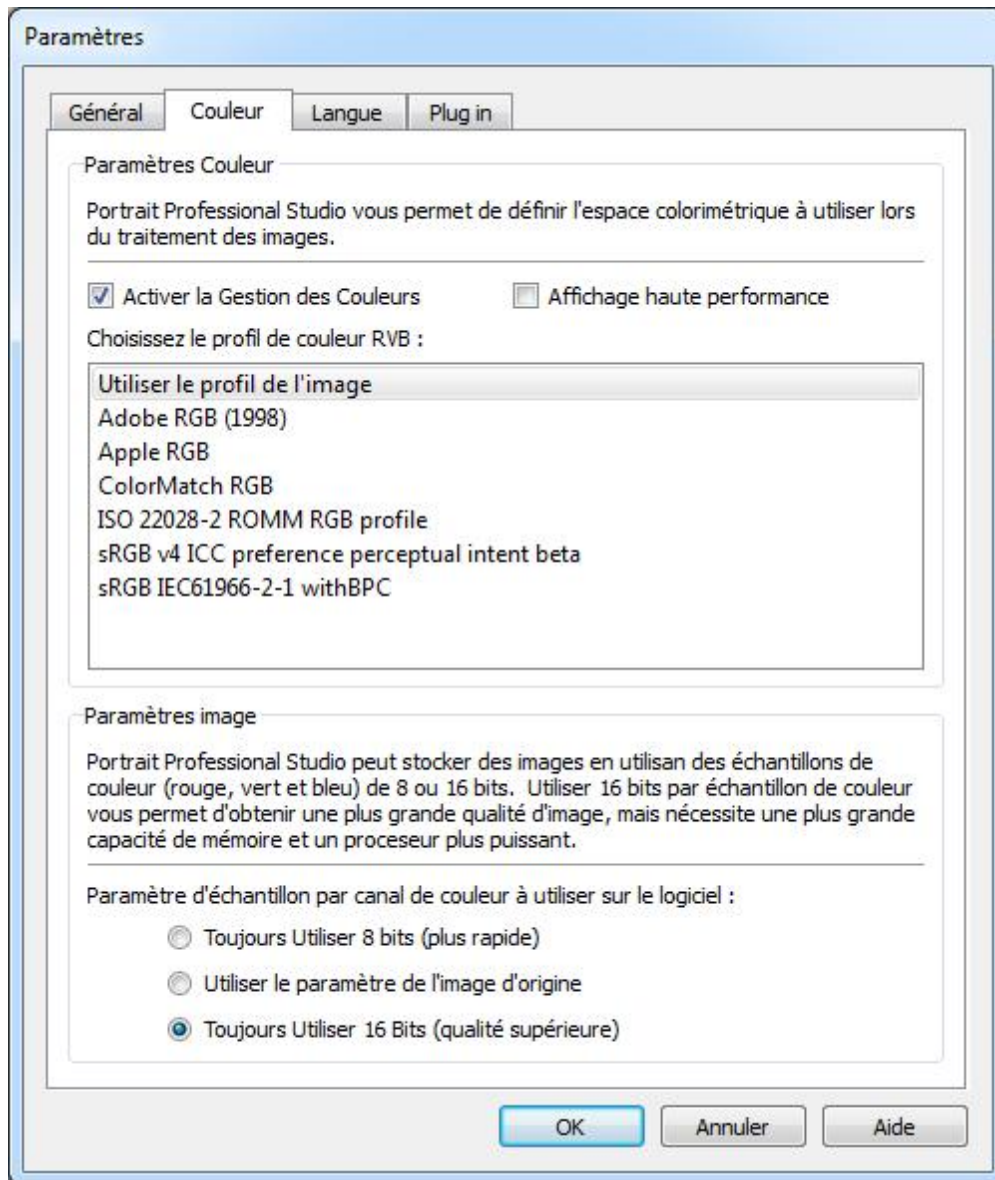 Paramètres
Général Couleur Langue Plug in
Paramètres Couleur
Portrait Professional Studio vous permet de définir l'espace colorimétrique à utiliser lors
du traitement des images.
Activer la Gestion des Couleurs Affichage haute performance
Choisissez le profil de couleur RVB :
Utiliser le profil de l'image
Adobe RGB (1998)
Apple RGB
ColorMatch RGB
ISO 22028-2 ROMM RGB profile
sRGB v4 ICC preference perceptual intent beta
sRGB IEC61966-2-1 withBPC
Paramètres image
Portrait Professional Studio peut stocker des images en utilisan des échantillons de
couleur (rouge, vert et bleu) de 8 ou 16 bits.  Utiliser 16 bits par échantillon de couleur
vous permet d'obtenir une plus grande qualité d'image, mais nécessite une plus grande
capacité de mémoire et un proceseur plus puissant.
Paramètre d'échantillon par canal de couleur à utiliser sur le logiciel :
Toujours Utiliser 8 bits (plus rapide)
Utiliser le paramètre de l'image d'origine
Toujours Utiliser 16 Bits (qualité supérieure)
OK Annuler Aide